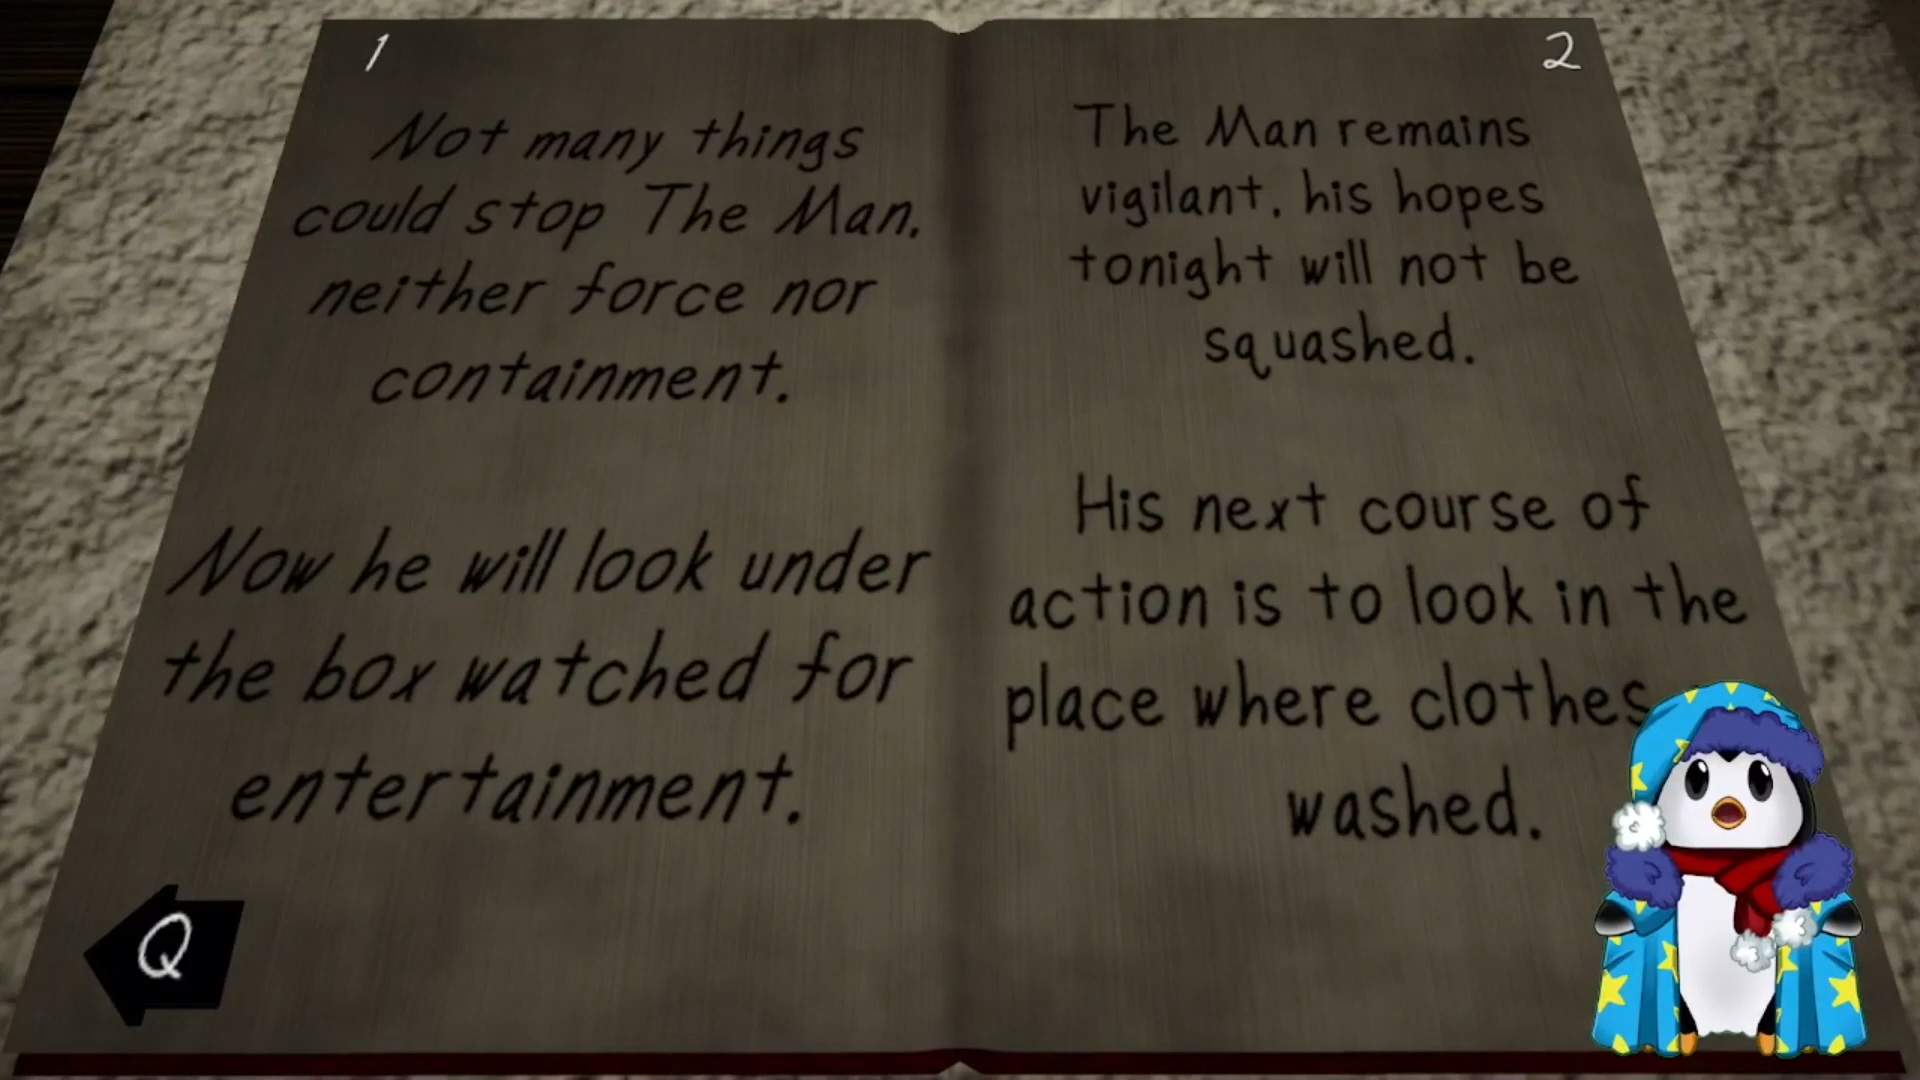 1
Not many things
could stop The Man,
neither force nor
containment.
Now he will look under
the box watched for
entertainment.
Q
2
The Man remains
vigilant, his hopes
tonight will not be
squashed.
His next course of
action is to look in the
place where clothes
washed.